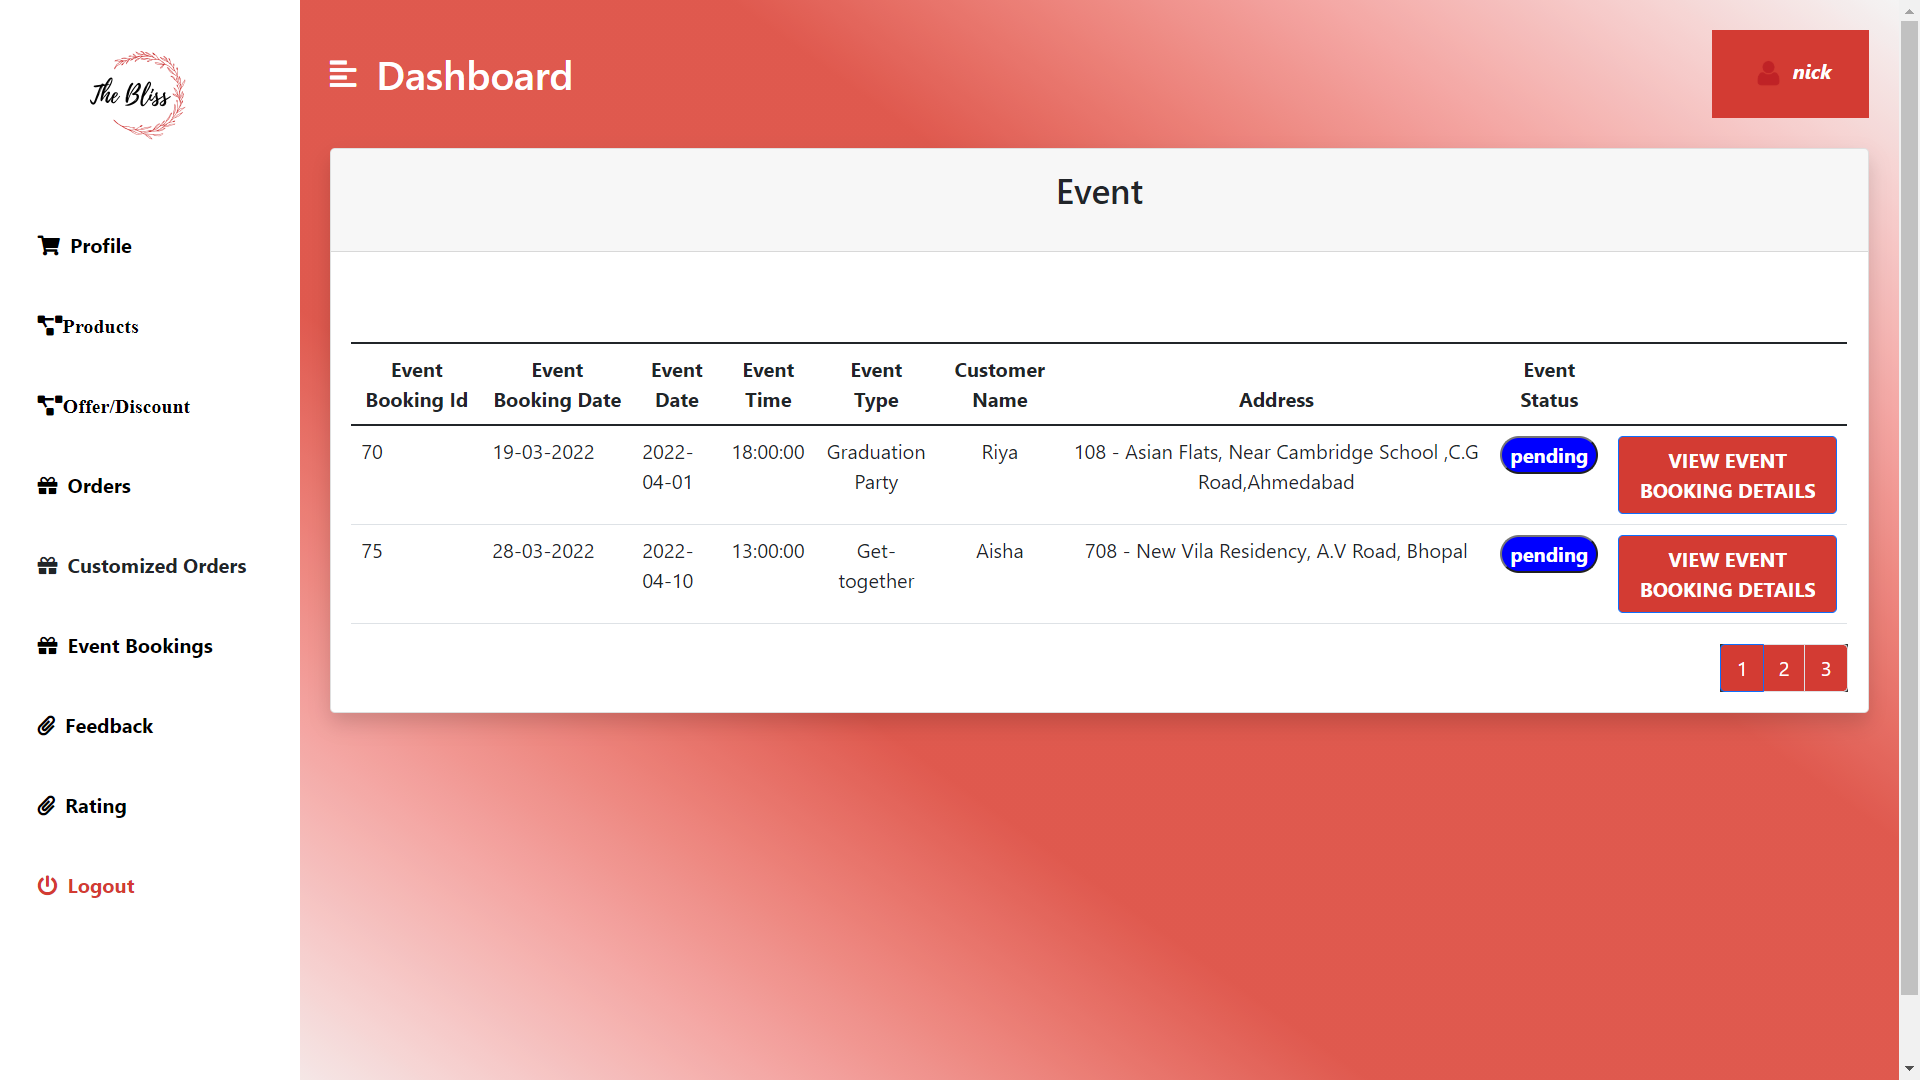 The Bliss
Dashboard
nick
Profile
Products
Offer/Discount
Orders
Customized Orders
Event Bookings
Feedback
Rating
Logout
Event
Event Booking Id
Event Booking Date
Event Date
Event Time
Event Type
Customer Name
Address
Event Status
70
19-03-2022
2022-
04-01
18:00:00
Graduation
Party
Riya
108 - Asian Flats, Near Cambridge School ,C.G
Road,Ahmedabad
pending
VIEW EVENT
BOOKING DETAILS
75
28-03-2022
2022-
04-10
13:00:00
Get-
together
Aisha
708 - New Vila Residency, A.V Road, Bhopal
pending
VIEW EVENT
BOOKING DETAILS
1 2 3